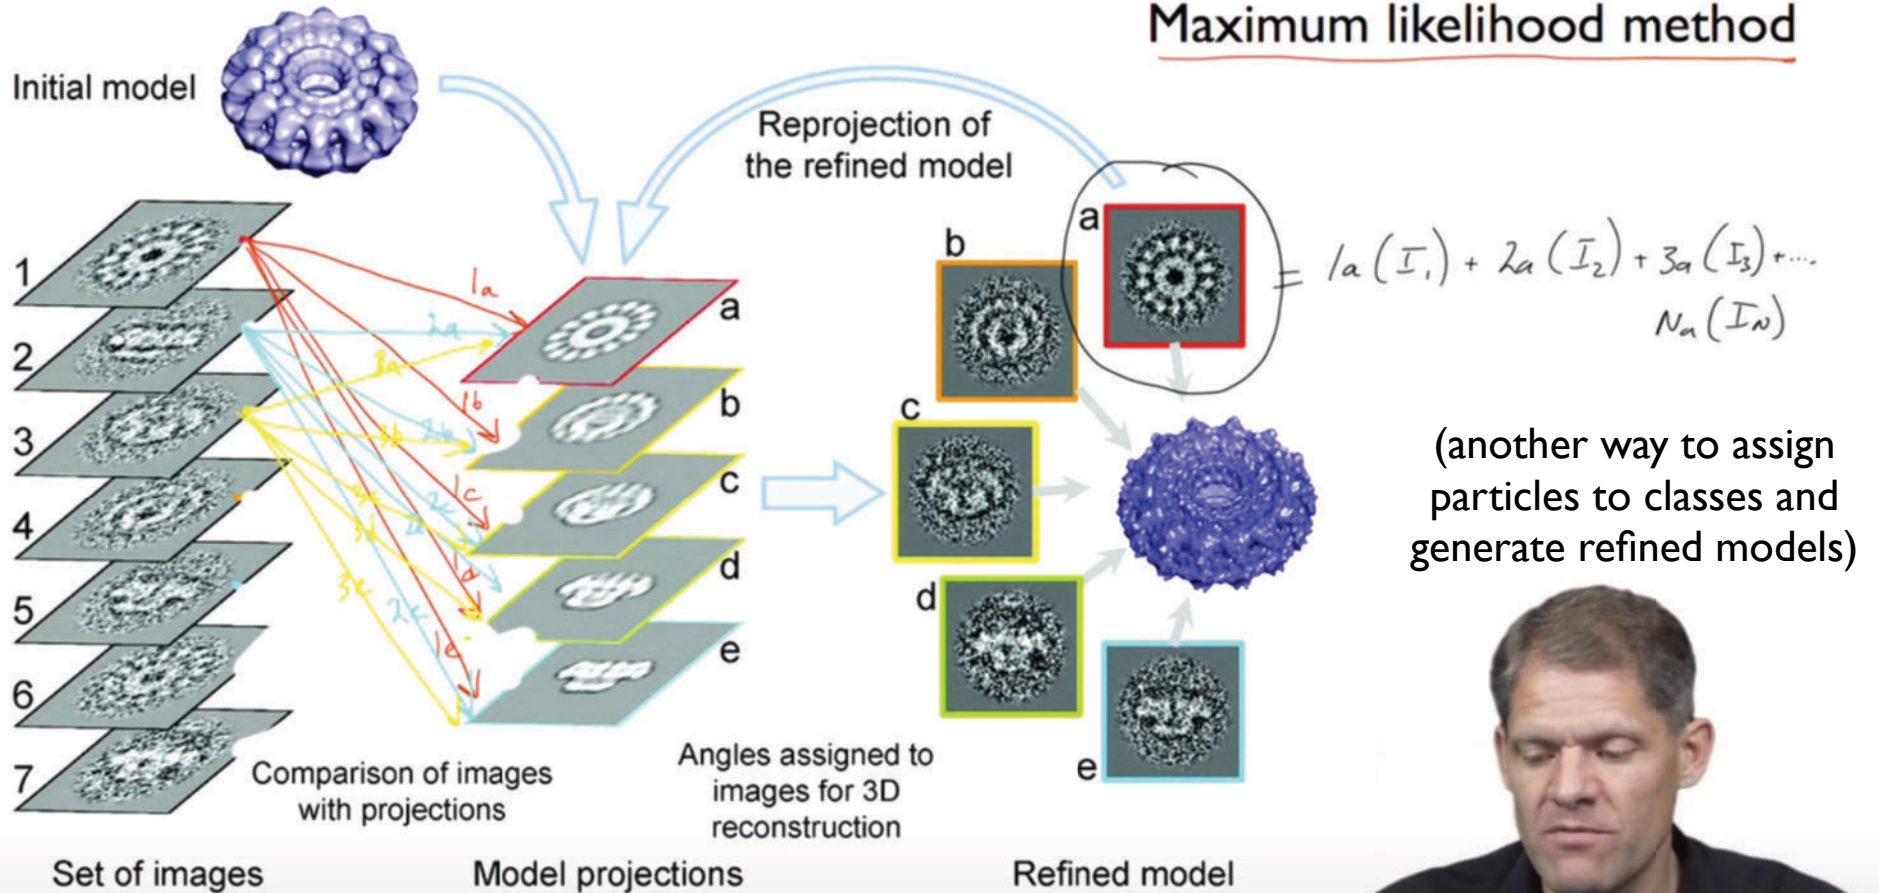 Maximum likelihood method
Initial model
Reprojection of
the refined model
1
2
3
4
5
6
7
1a
2a
3a
1b
2b
3b
1c
2c
3d
1d
3e
2e
1e
a
b
c
d
e
a
b
c
d
e
= 1a (I1) + 2a (I2) + 3a (I3) + ....
Na (IN)
(another way to assign
particles to classes and
generate refined models)
Comparison of images
with projections
Angles assigned to
images for 3D
reconstruction
Set of images
Model projections
Refined model